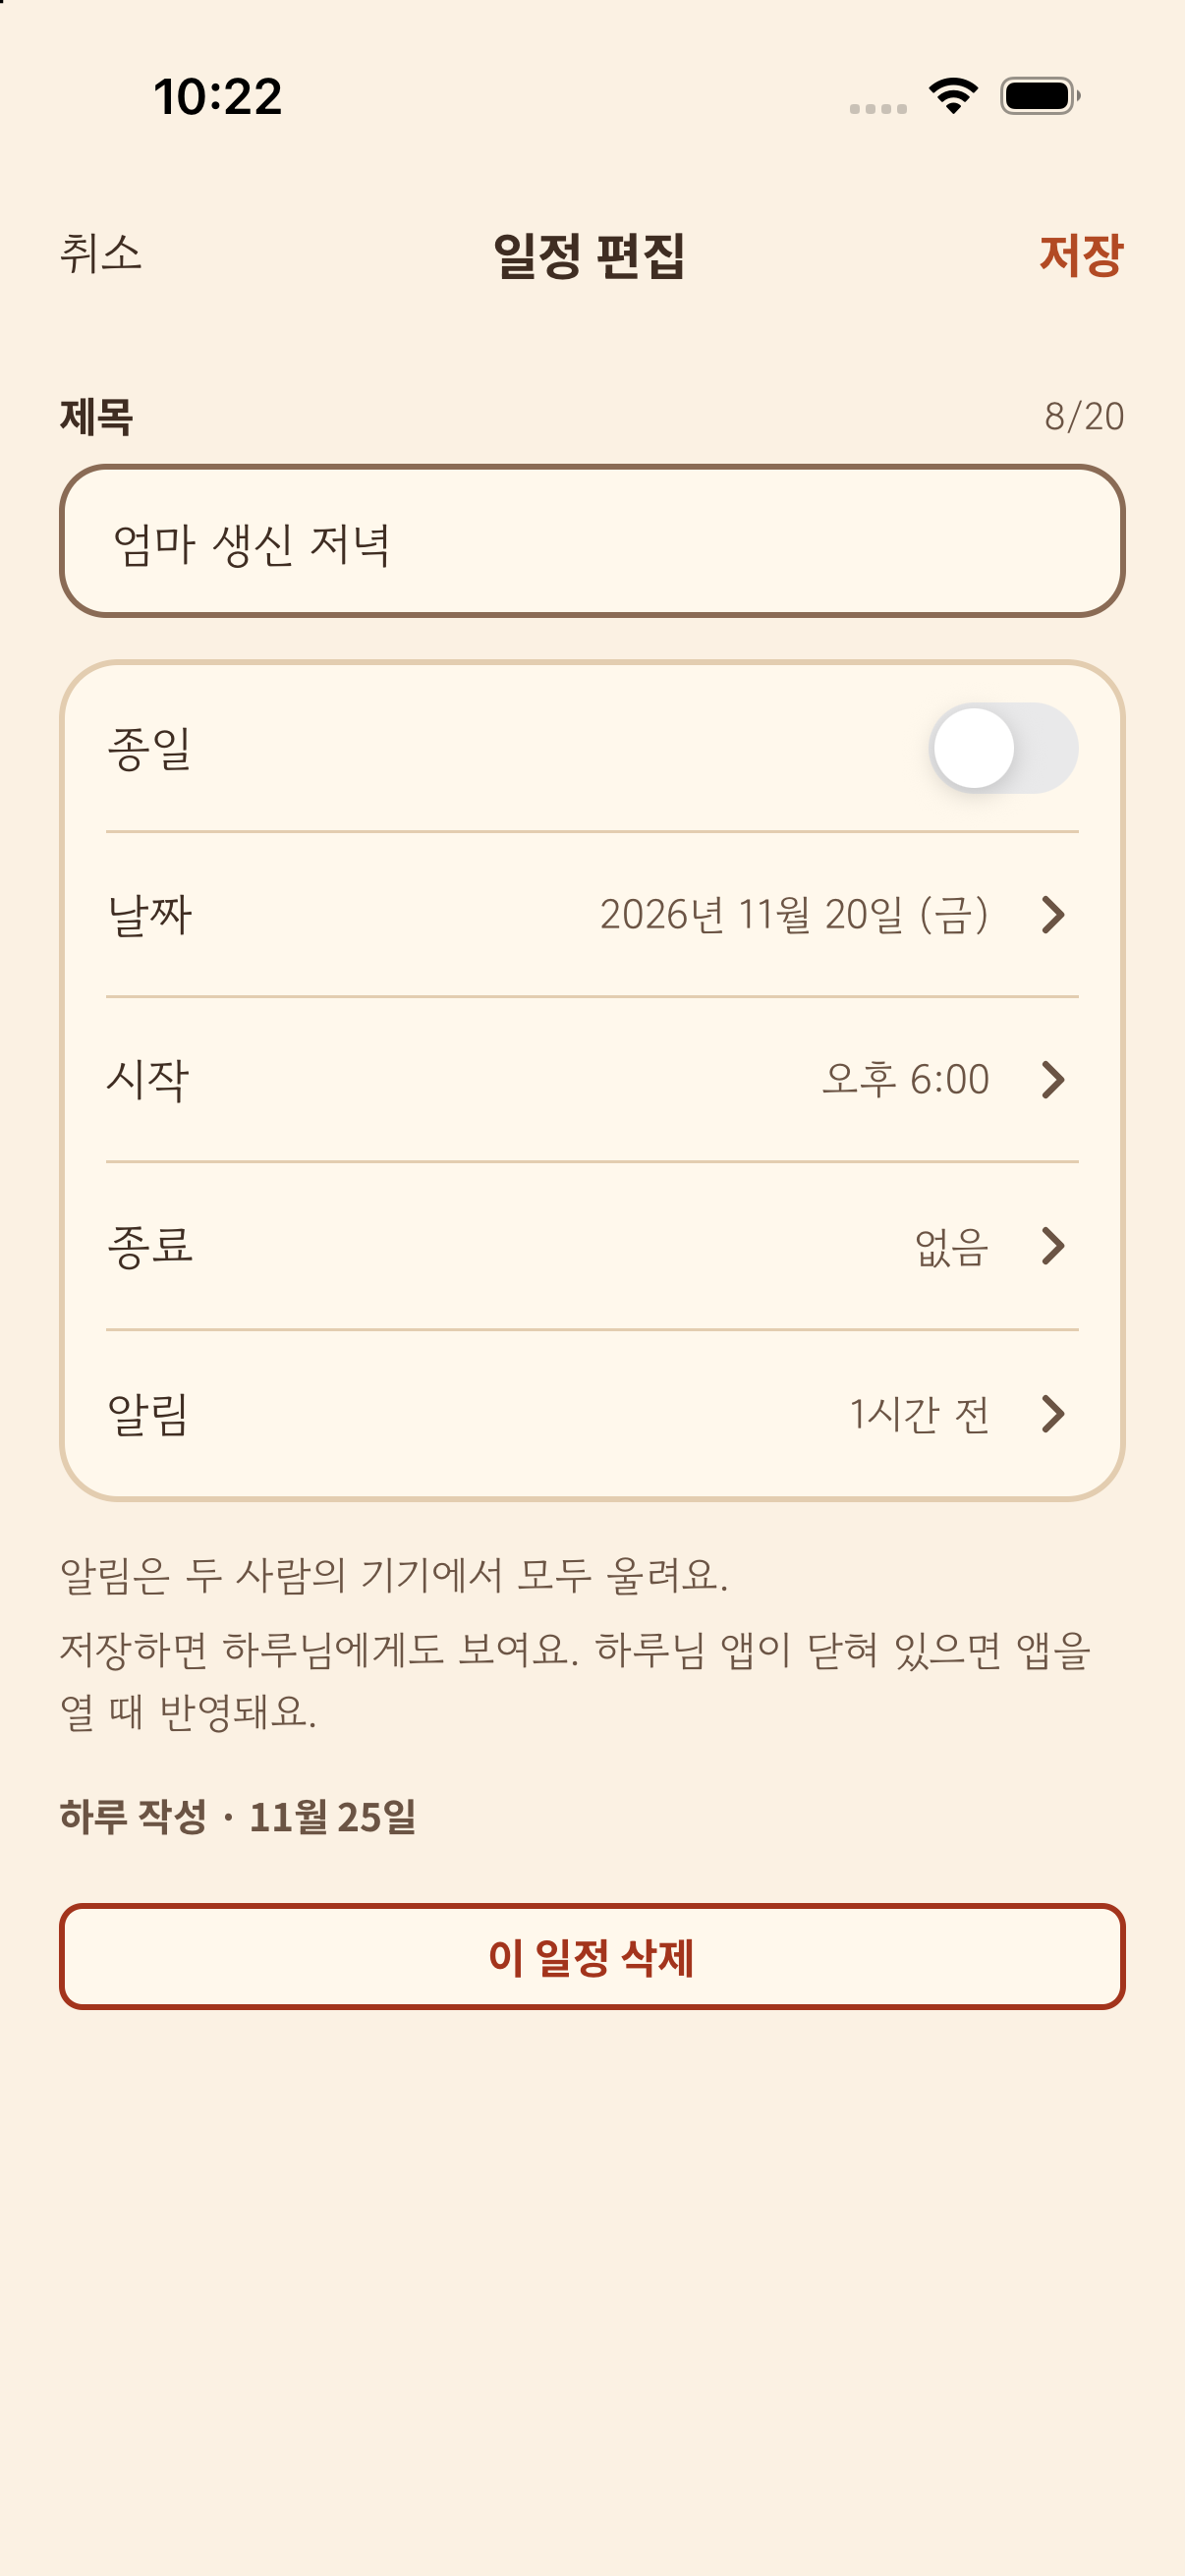 10:22
취소
일정 편집
저장
제목
8/20
엄마 생신 저녁
종일
날짜
2026년 11월 20일 (금)
시작
오후 6:00
종료
없음
알림
1시간 전
알림은 두 사람의 기기에서 모두 울려요.
저장하면 하루님에게도 보여요. 하루님 앱이 닫혀 있으면 앱을
열 때 반영돼요.
하루 작성 · 11월 25일
이 일정 삭제